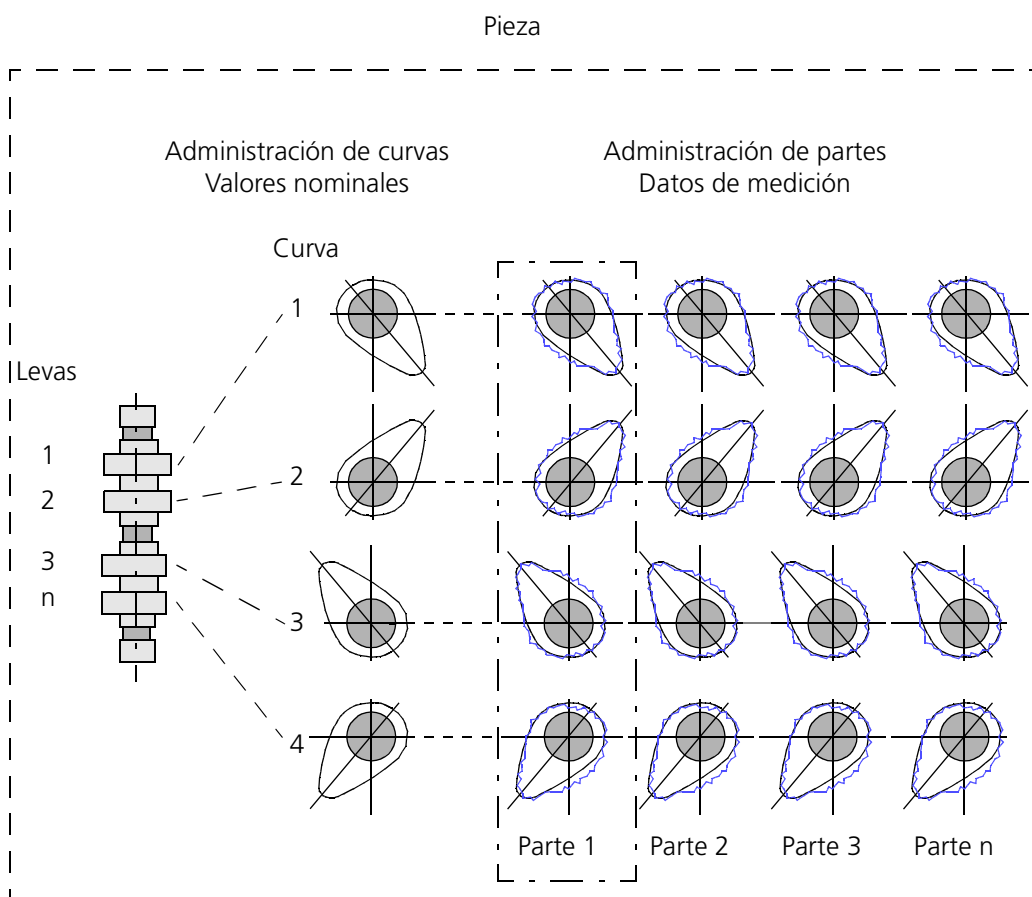 Pieza
Administración de curvas
Valores nominales
Administración de partes
Datos de medición
Curva
Levas
1
2
3
n
1
2
3
4
Parte 1
Parte 2
Parte 3
Parte n